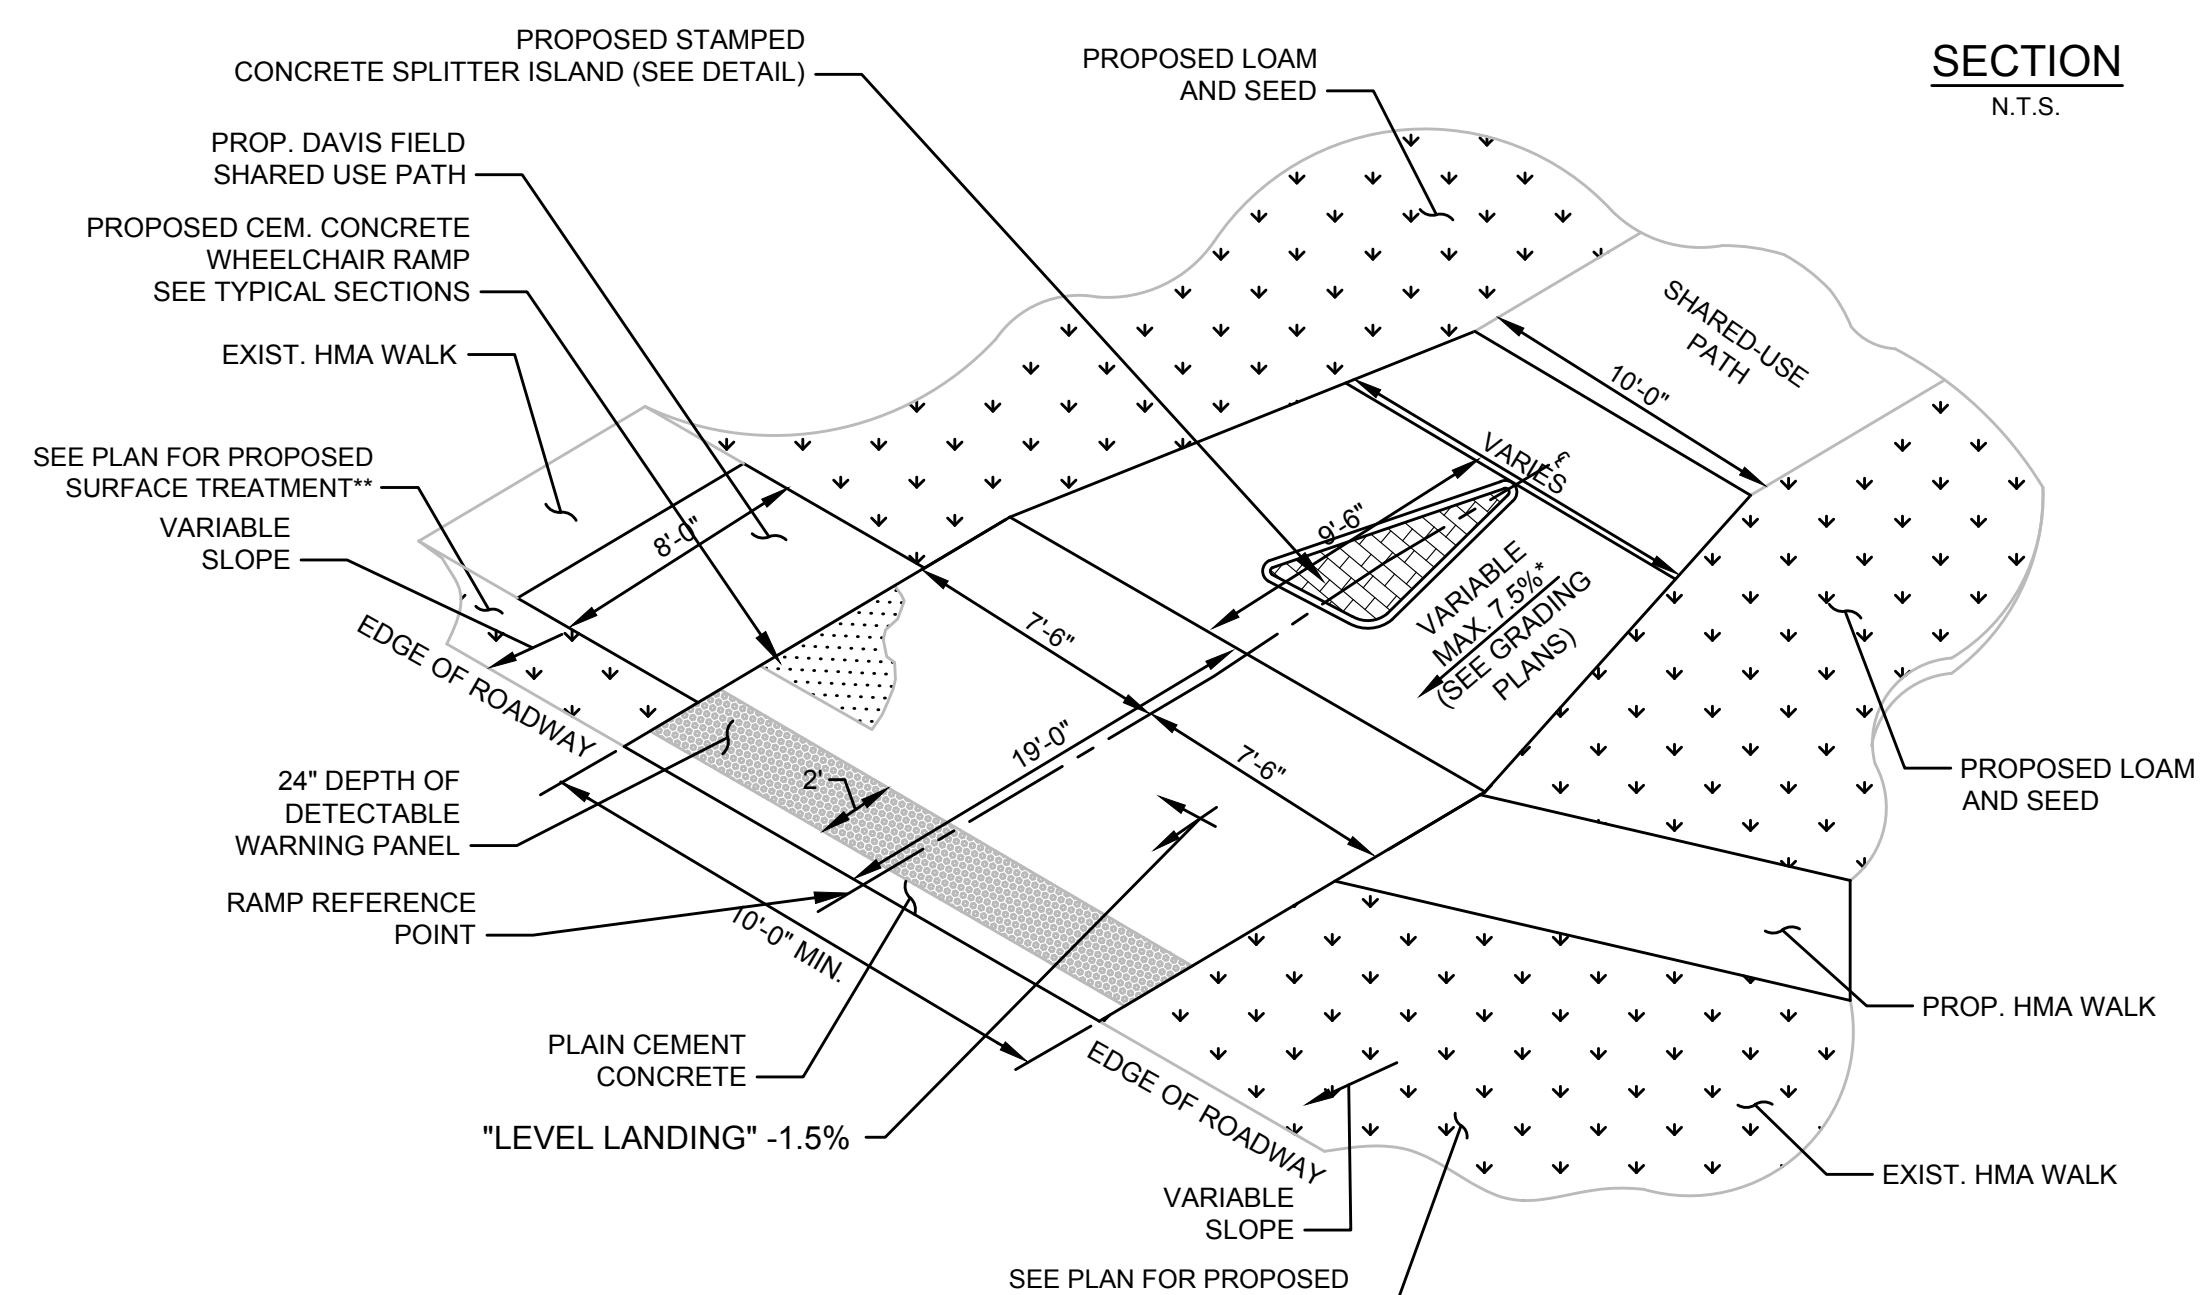 PROPOSED STAMPED
CONCRETE SPLITTER ISLAND (SEE DETAIL)
PROPOSED LOAM
AND SEED
SECTION
N.T.S.
PROP. DAVIS FIELD
SHARED USE PATH
PROPOSED CEM. CONCRETE
WHEELCHAIR RAMP
SEE TYPICAL SECTIONS
EXIST. HMA WALK
SEE PLAN FOR PROPOSED
SURFACE TREATMENT**
VARIABLE
SLOPE
EDGE OF ROADWAY
8'-0"
SHARED-USE
PATH
10'-0"
VARIES
9'-6"
VARIABLE
MAX. 7.5%*
(SEE GRADING
PLANS)
7'-6"
19'-0"
7'-6"
2'
24" DEPTH OF
DETECTABLE
WARNING PANEL
RAMP REFERENCE
POINT
10'-0" MIN.
PLAIN CEMENT
CONCRETE
"LEVEL LANDING" -1.5%
EDGE OF ROADWAY
PROPOSED LOAM
AND SEED
PROP. HMA WALK
EXIST. HMA WALK
VARIABLE
SLOPE
SEE PLAN FOR PROPOSED